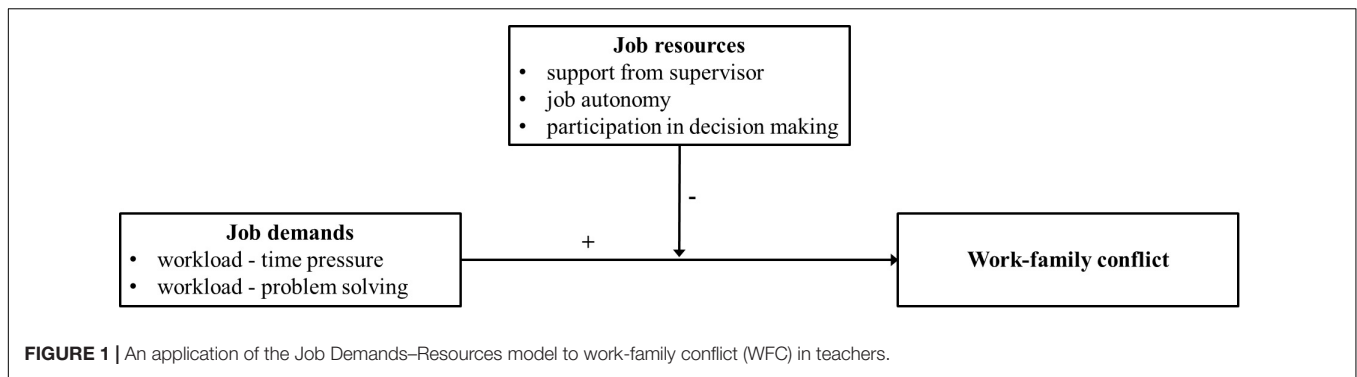 Job resources
• support from supervisor
• job autonomy
• participation in decision making
-
+
Job demands
• workload - time pressure
• workload - problem solving
Work-family conflict
FIGURE 1 | An application of the Job Demands–Resources model to work-family conflict (WFC) in teachers.